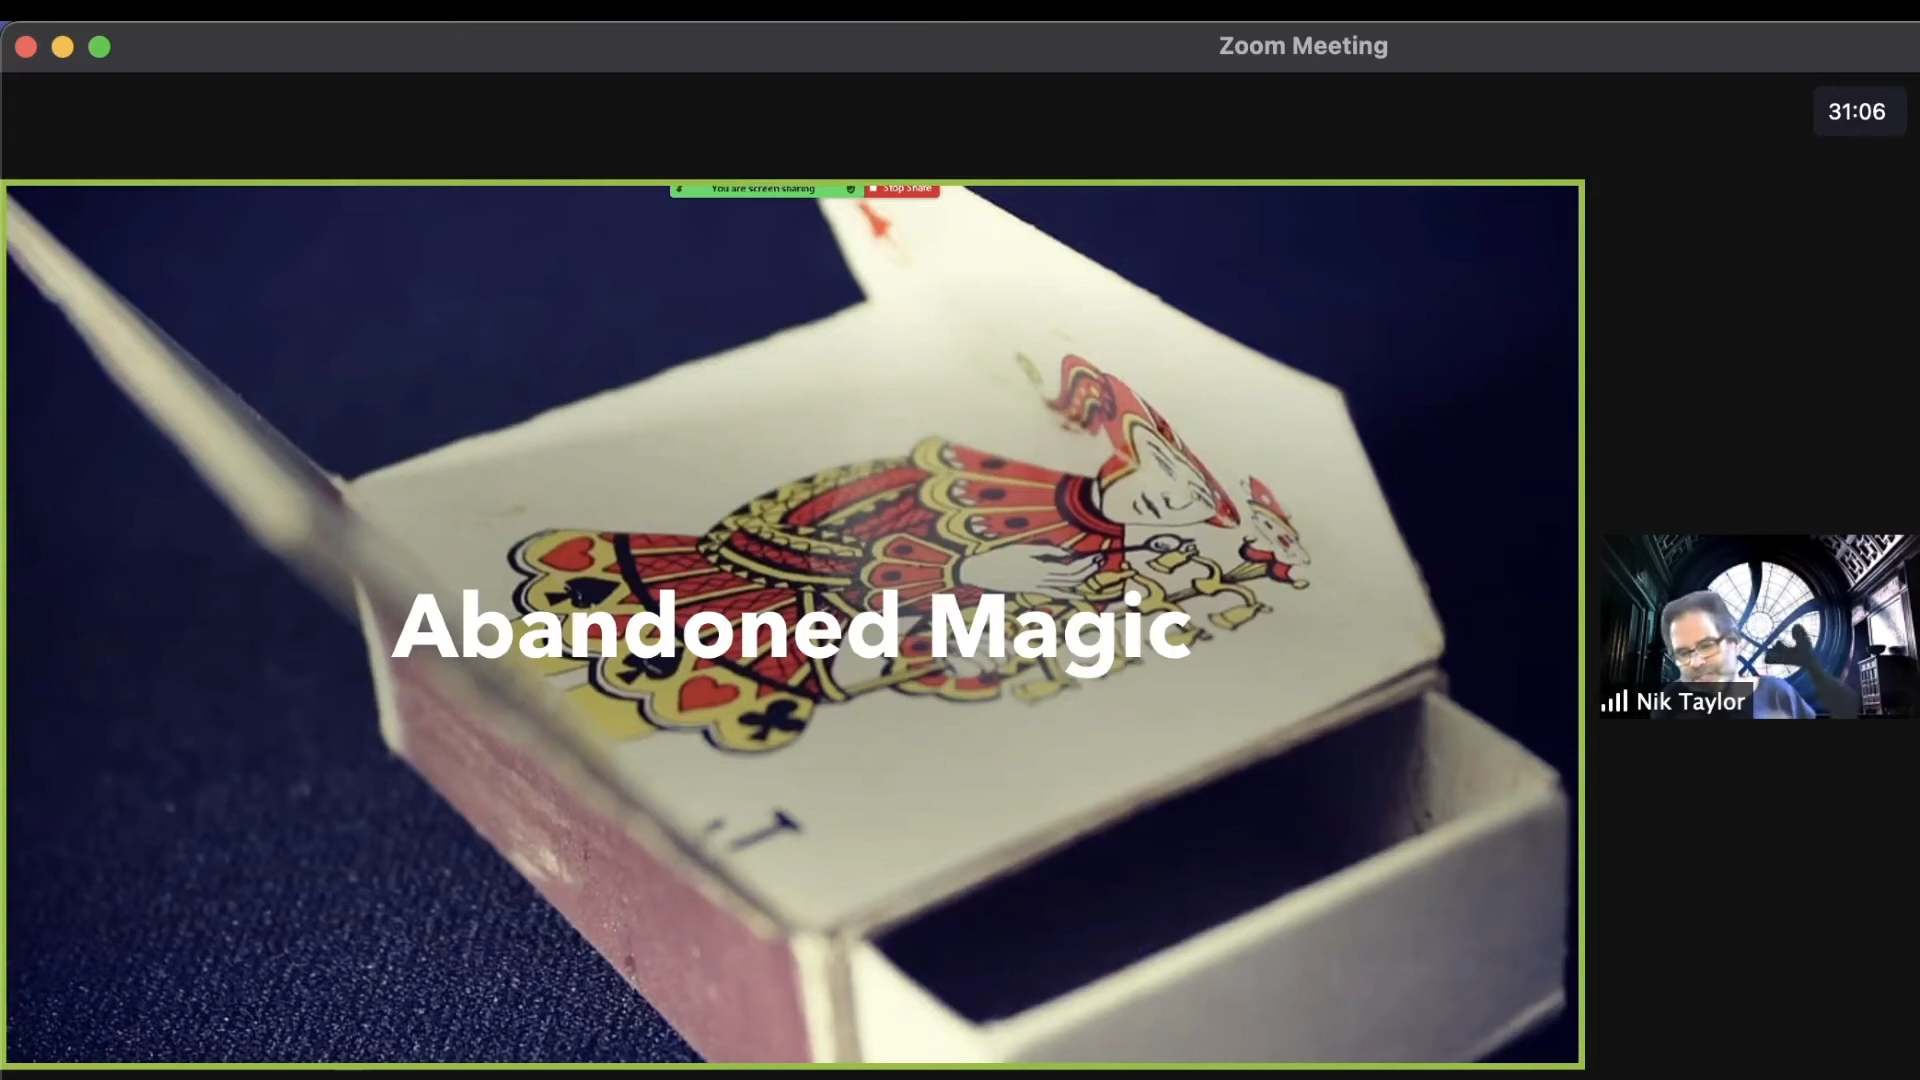 Zoom Meeting
31:06
You are screen sharing
Stop Share
Abandoned Magic
Nik Taylor